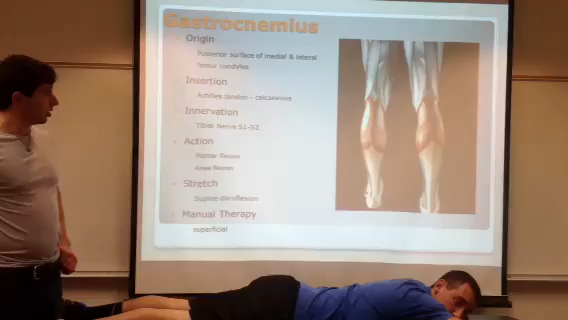 Gastrocnemius
Origin
Posterior surface of medial & lateral
femur condyles
Insertion
Achilles tendon - calcaneous
Innervation
Tibial Nerve S1-S2
Action
Plantar flexion
Knee flexion
Stretch
Supine dorsiflexion
Manual Therapy
superficial